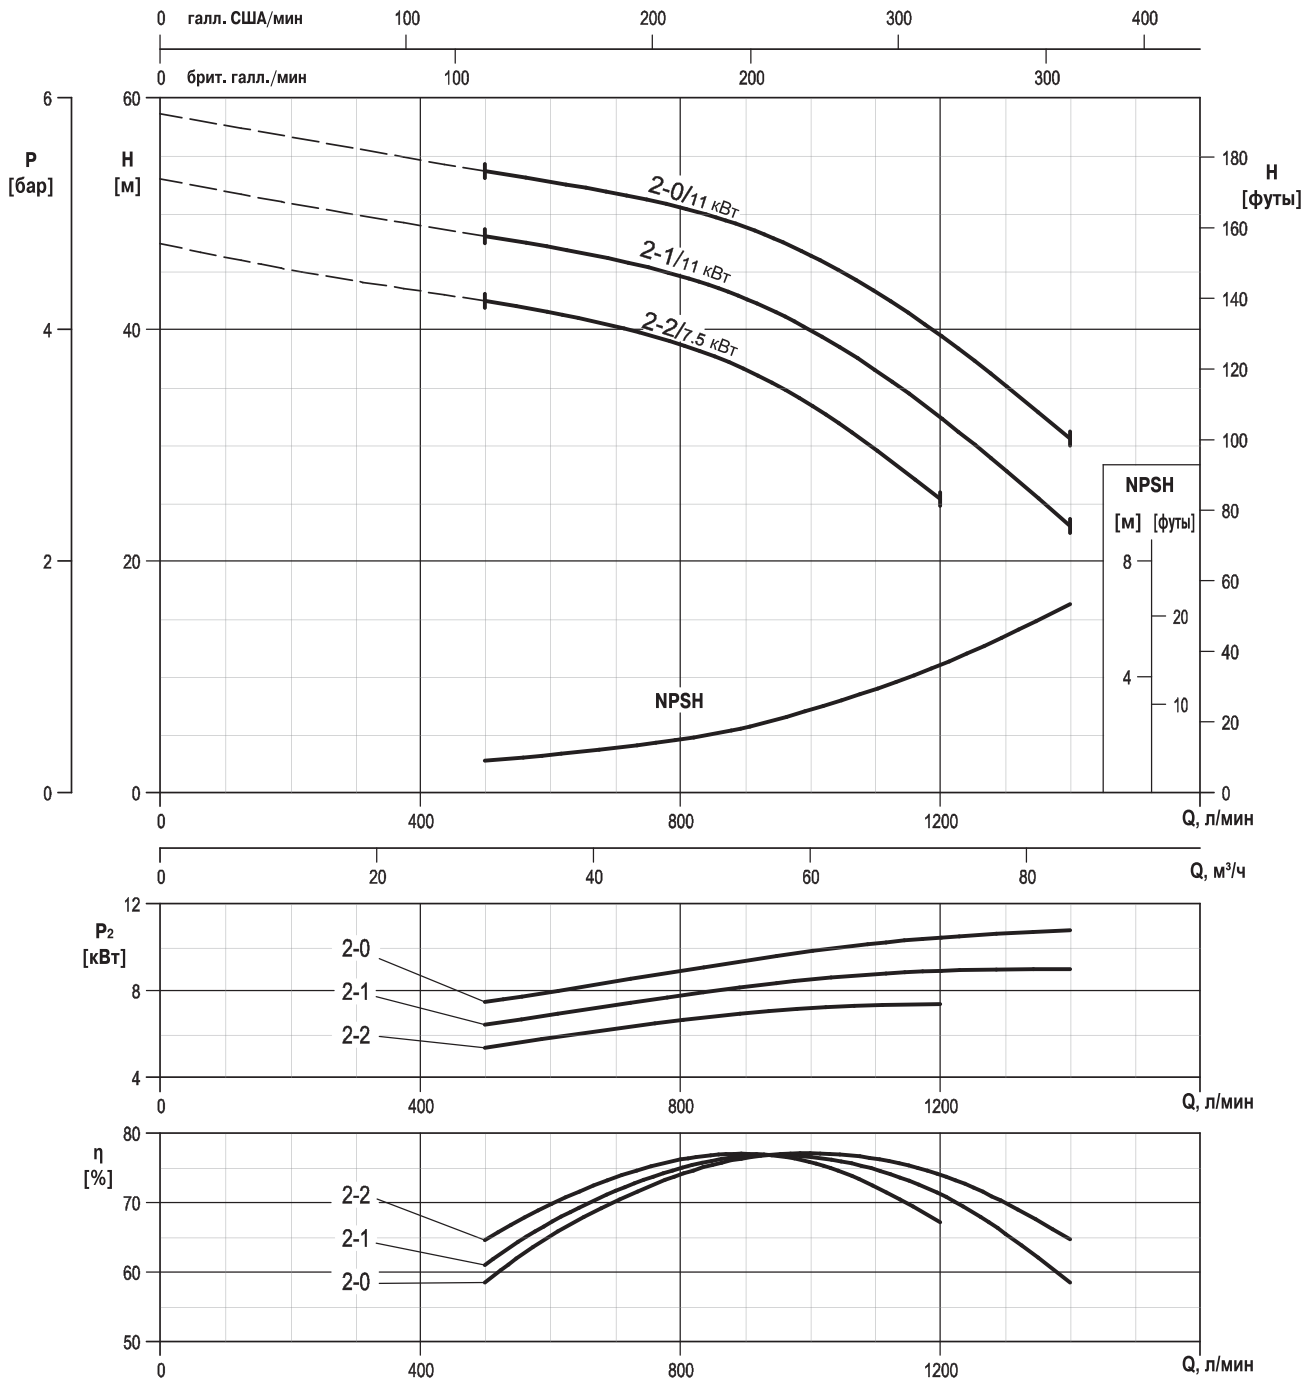 0 галл. США/мин 100 200 300 400
0 брит. галл./мин 100 200 300
6 60
P H 180 H
[бар] [м] [футы]
2-0/11 кВт
160
2-1/11 кВт
140
4 40
2-2/7.5 кВт
120
100
NPSH
[м] [футы]
80
2 20 8
60
20
40
4
NPSH 10
20
0 0 0
0 400 800 1200 Q, л/мин
0 20 40 60 80 Q, м³/ч
12
P2
[кВт]
2-0
8 2-1
2-2
4
0 400 800 1200 Q, л/мин
80
η
[%]
2-2
70
2-1
60 2-0
50
0 400 800 1200 Q, л/мин